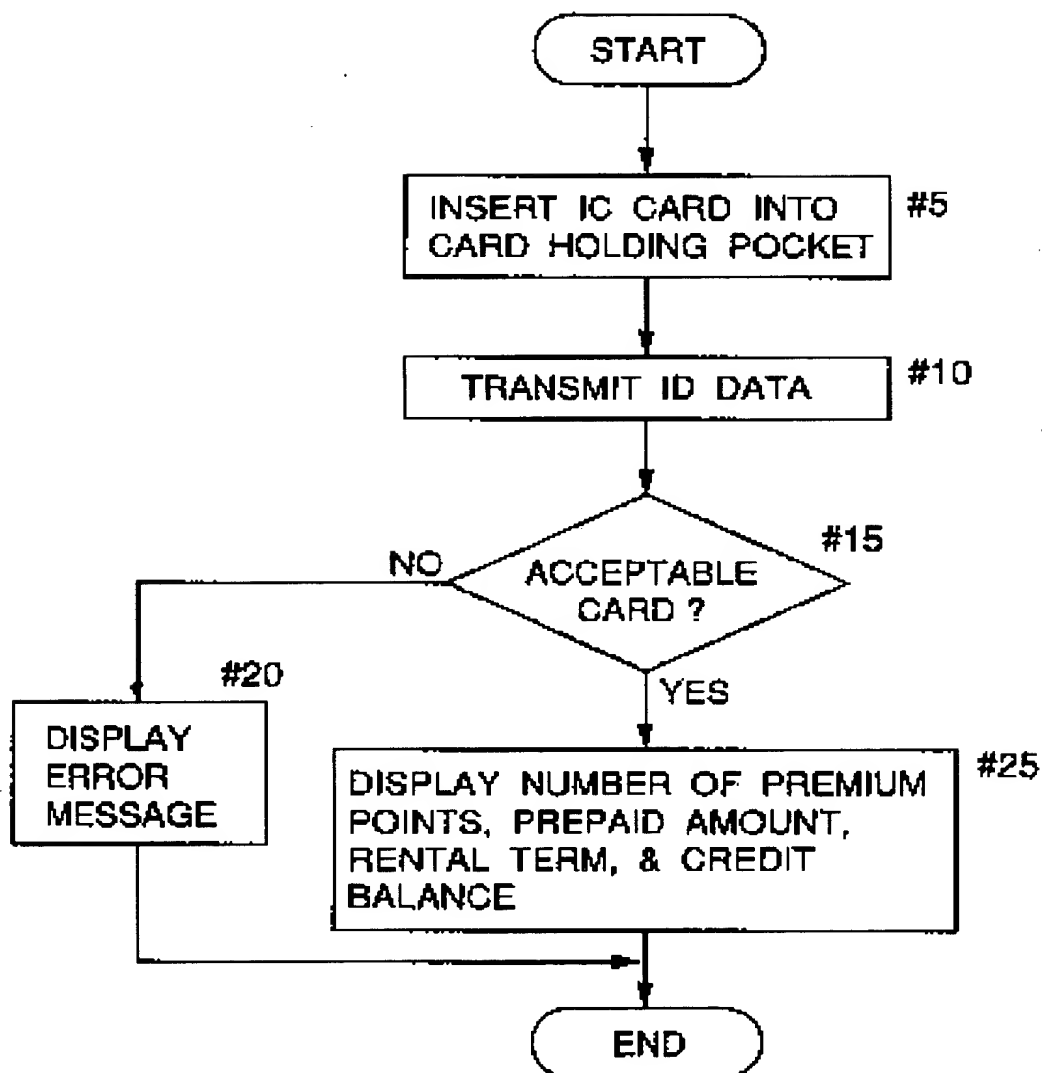 START
INSERT IC CARD INTO
CARD HOLDING POCKET
#5
TRANSMIT ID DATA
#10
ACCEPTABLE
CARD ?
#15
NO
YES
#20
DISPLAY
ERROR
MESSAGE
#25
DISPLAY NUMBER OF PREMIUM
POINTS, PREPAID AMOUNT,
RENTAL TERM, & CREDIT
BALANCE
END